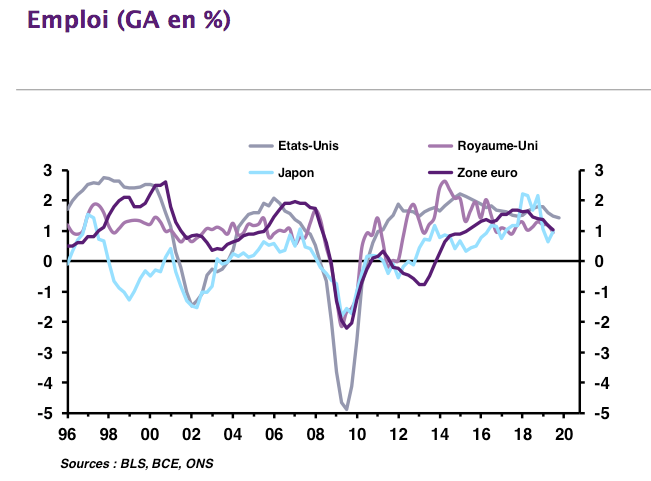 Emploi (GA en %)
Etats-Unis Royaume-Uni
Japon Zone euro
3 3
2 2
1 1
0 0
-1 -1
-2 -2
-3 -3
-4 -4
-5 -5
96 98 00 02 04 06 08 10 12 14 16 18 20
Sources : BLS, BCE, ONS